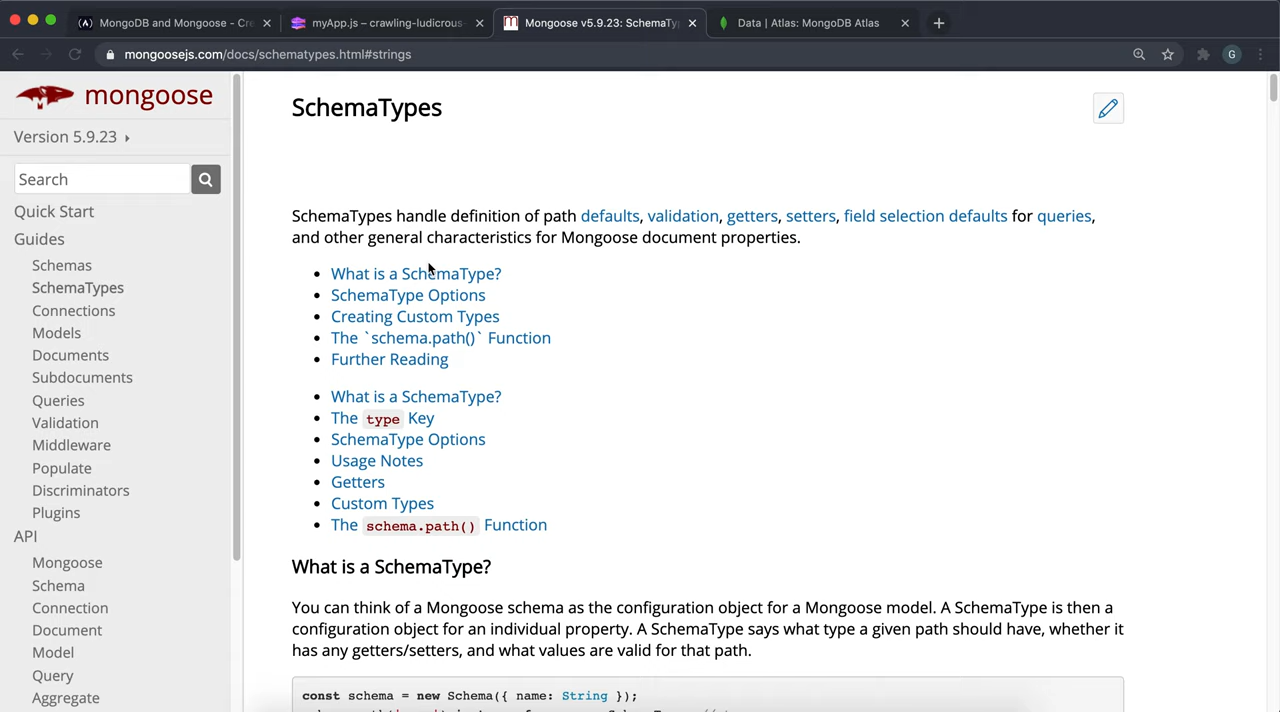 MongoDB and Mongoose - Cre
myApp.js – crawling-ludicrous-
Mongoose v5.9.23: SchemaTyp
Data | Atlas: MongoDB Atlas
mongoosejs.com/docs/schematypes.html#strings
G
mongoose
Version 5.9.23
Search
Quick Start
Guides
Schemas
SchemaTypes
Connections
Models
Documents
Subdocuments
Queries
Validation
Middleware
Populate
Discriminators
Plugins
API
Mongoose
Schema
Connection
Document
Model
Query
Aggregate
SchemaTypes
SchemaTypes handle definition of path defaults, validation, getters, setters, field selection defaults for queries,
and other general characteristics for Mongoose document properties.
What is a SchemaType?
SchemaType Options
Creating Custom Types
The `schema.path()` Function
Further Reading
What is a SchemaType?
The type Key
SchemaType Options
Usage Notes
Getters
Custom Types
The schema.path() Function
What is a SchemaType?
You can think of a Mongoose schema as the configuration object for a Mongoose model. A SchemaType is then a
configuration object for an individual property. A SchemaType says what type a given path should have, whether it
has any getters/setters, and what values are valid for that path.
const schema = new Schema({ name: String });